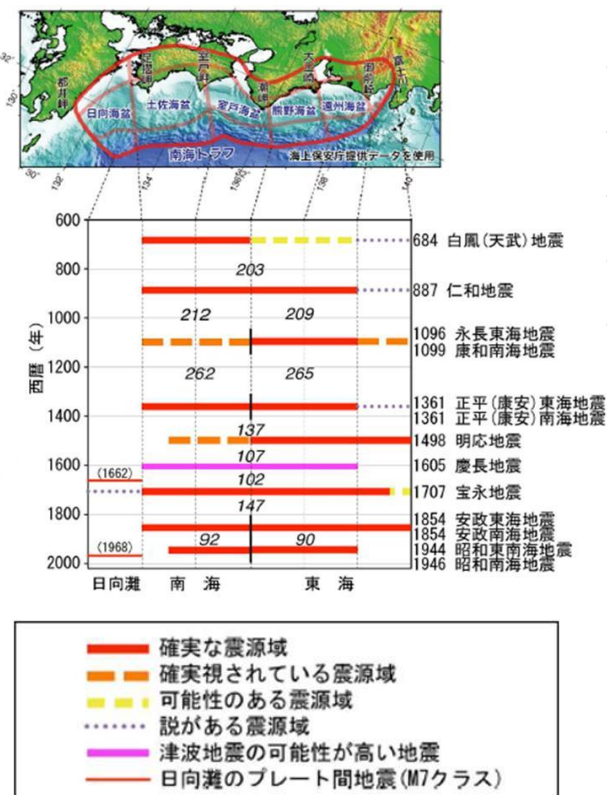 足摺岬
室戸岬
潮岬
大王崎
御前崎
富士川
都井岬
日向海盆
土佐海盆
室戸海盆
熊野海盆
遠州海盆
南海トラフ
海上保安庁提供データを使用
132°
134°
136°
138°
140°
西暦(年)
600
800
1000
1200
1400
1600
1800
2000
684 白鳳(天武)地震
203
887 仁和地震
212
209
1096 永長東海地震
1099 康和南海地震
262
265
1361 正平(康安)東海地震
1361 正平(康安)南海地震
137
1498 明応地震
107
1605 慶長地震
(1662)
102
1707 宝永地震
147
1854 安政東海地震
1854 安政南海地震
92
90
1944 昭和東南海地震
(1968)
1946 昭和南海地震
日向灘
南 海
東 海
確実な震源域
確実視されている震源域
可能性のある震源域
説がある震源域
津波地震の可能性が高い地震
日向灘のプレート間地震(M7クラス)